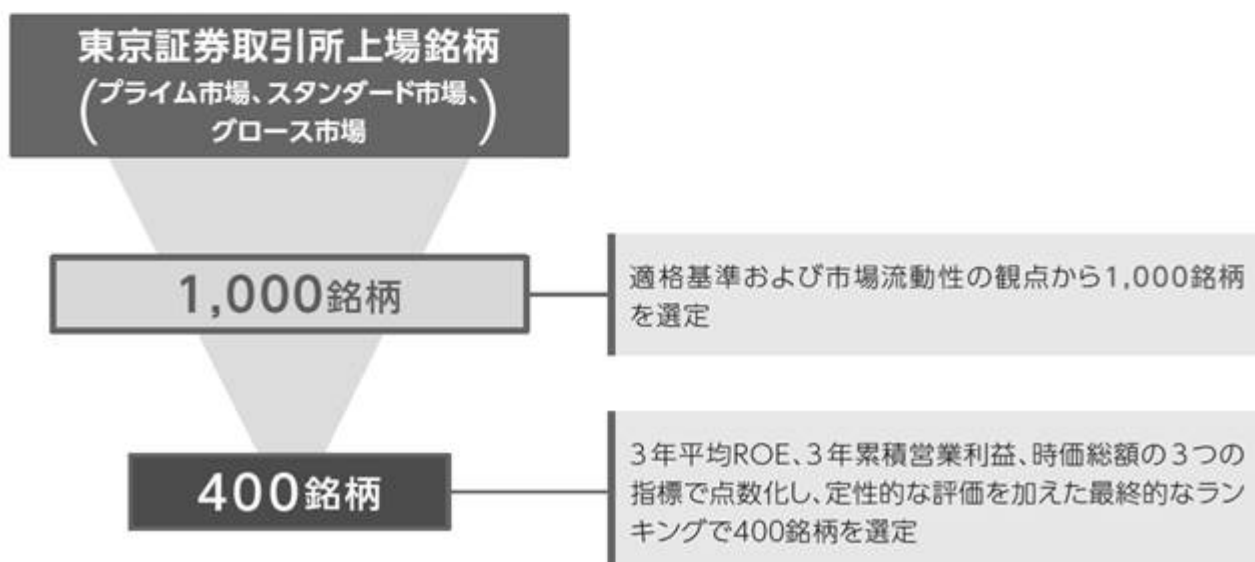 東京証券取引所上場銘柄
(プライム市場、スタンダード市場、
グロース市場)
1,000銘柄
適格基準および市場流動性の観点から1,000銘柄
を選定
400銘柄
3年平均ROE、3年累積営業利益、時価総額の3つの
指標で点数化し、定性的な評価を加えた最終的なラン
キングで400銘柄を選定